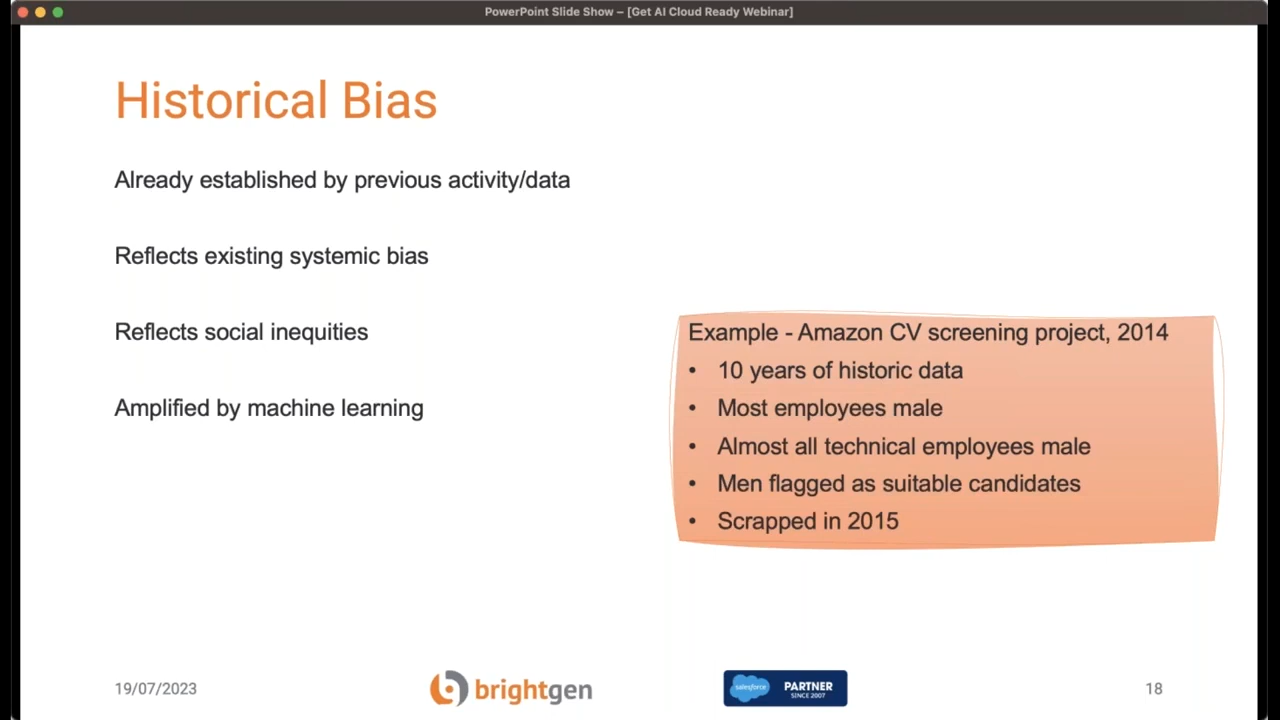 PowerPoint Slide Show – [Get AI Cloud Ready Webinar]
Historical Bias
Already established by previous activity/data
Reflects existing systemic bias
Reflects social inequities
Amplified by machine learning
Example - Amazon CV screening project, 2014
• 10 years of historic data
• Most employees male
• Almost all technical employees male
• Men flagged as suitable candidates
• Scrapped in 2015
19/07/2023
brightgen
salesforce
PARTNER
SINCE 2007
18